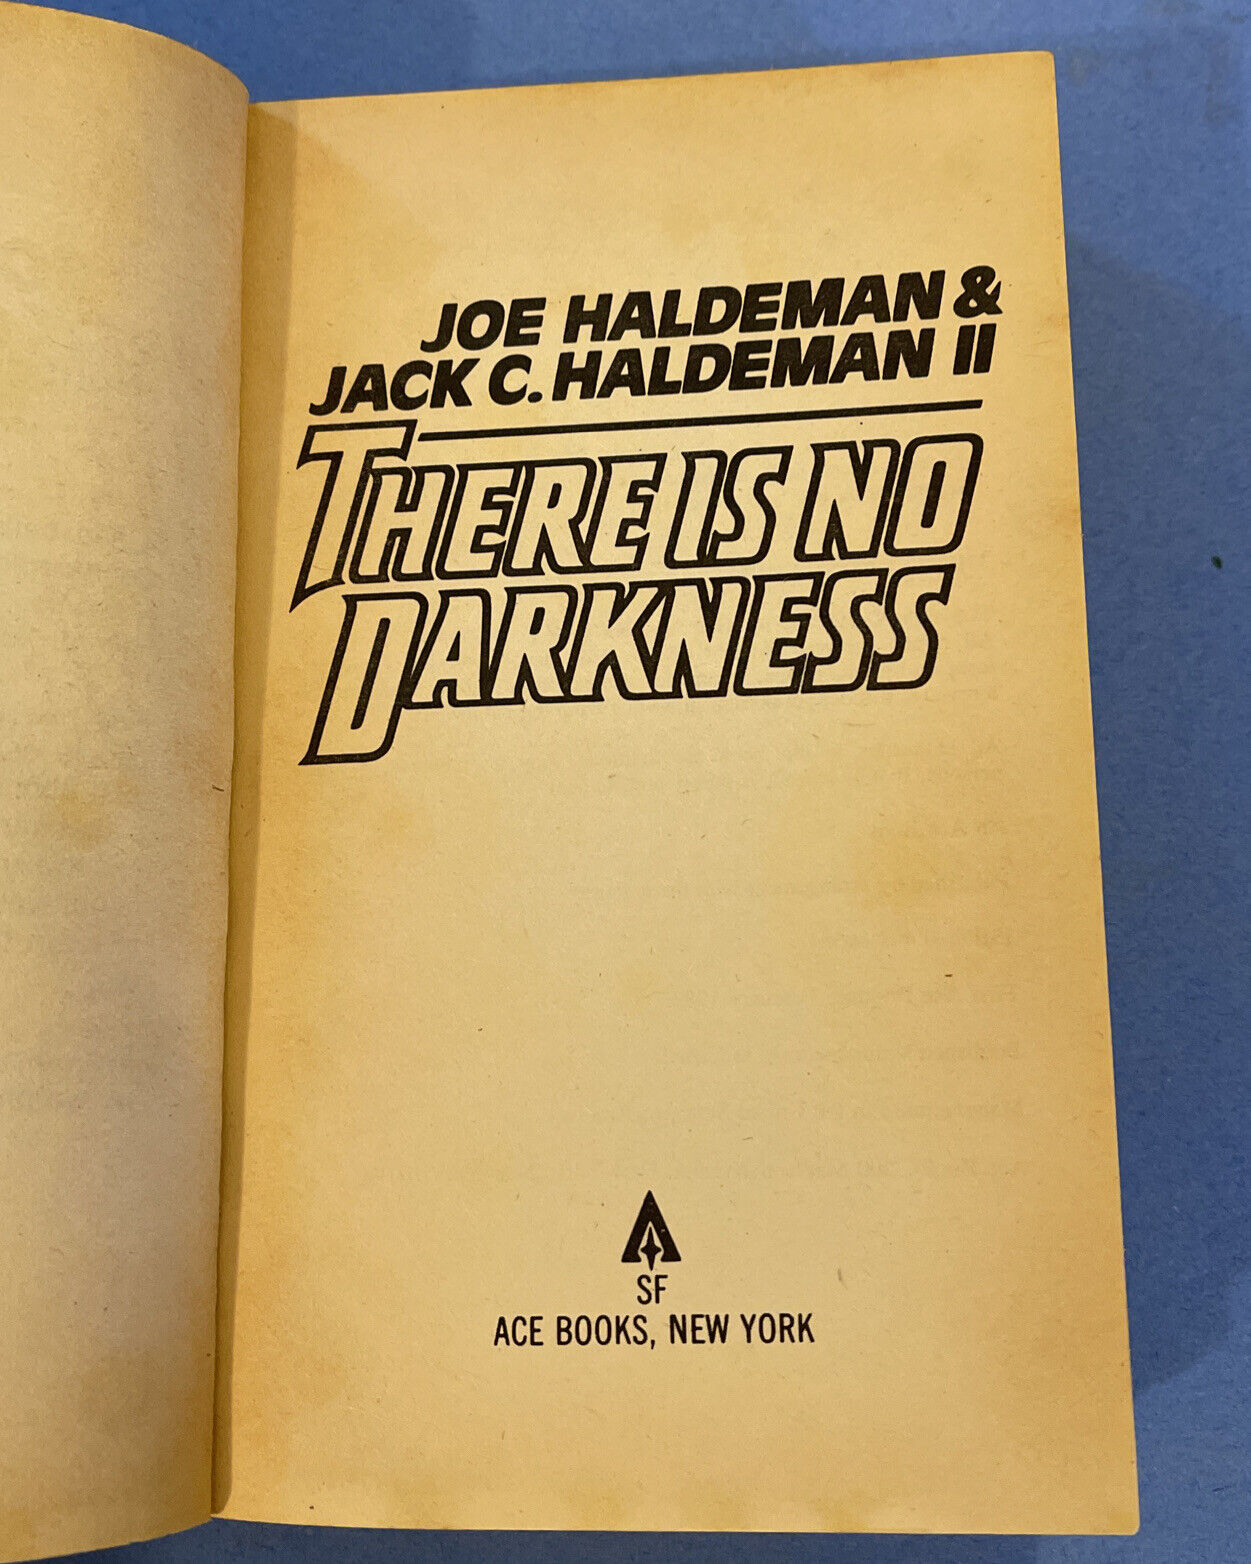 JOE HALDEMAN &
JACK C. HALDEMAN II
THERE IS NO
DARKNESS
SF
ACE BOOKS, NEW YORK